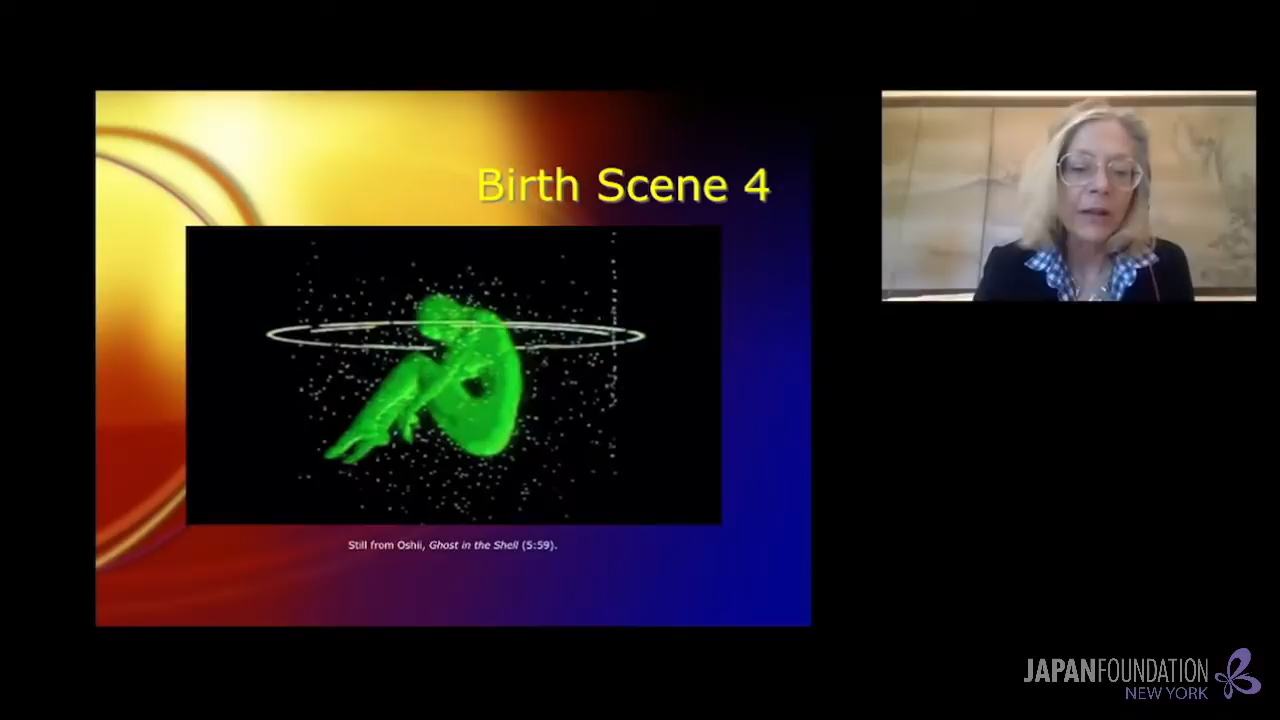 Birth Scene 4
Still from Oshii, Ghost in the Shell (5:59).
JAPANFOUNDATION
NEW YORK